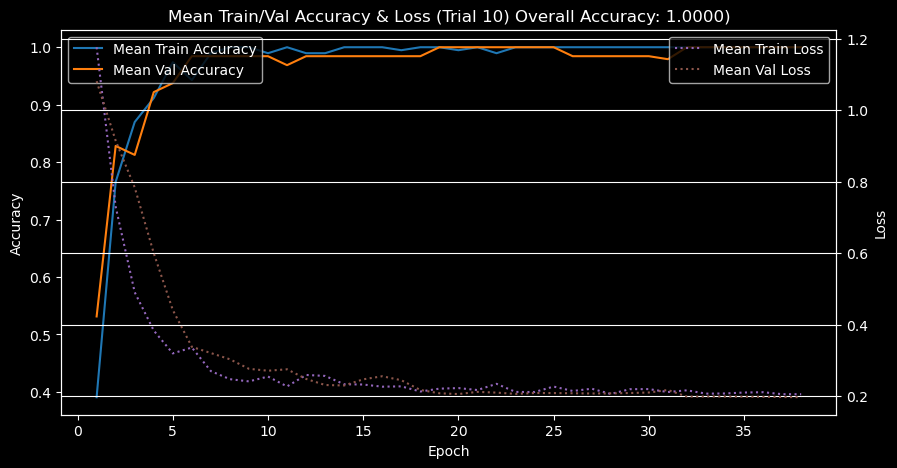 Mean Train/Val Accuracy & Loss (Trial 10) Overall Accuracy: 1.0000)
Mean Train Accuracy
Mean Val Accuracy
Mean Train Loss
Mean Val Loss
Accuracy
1.0
0.9
0.8
0.7
0.6
0.5
0.4
1.2
1.0
0.8
0.6
0.4
0.2
Loss
0 5 10 15 20 25 30 35
Epoch